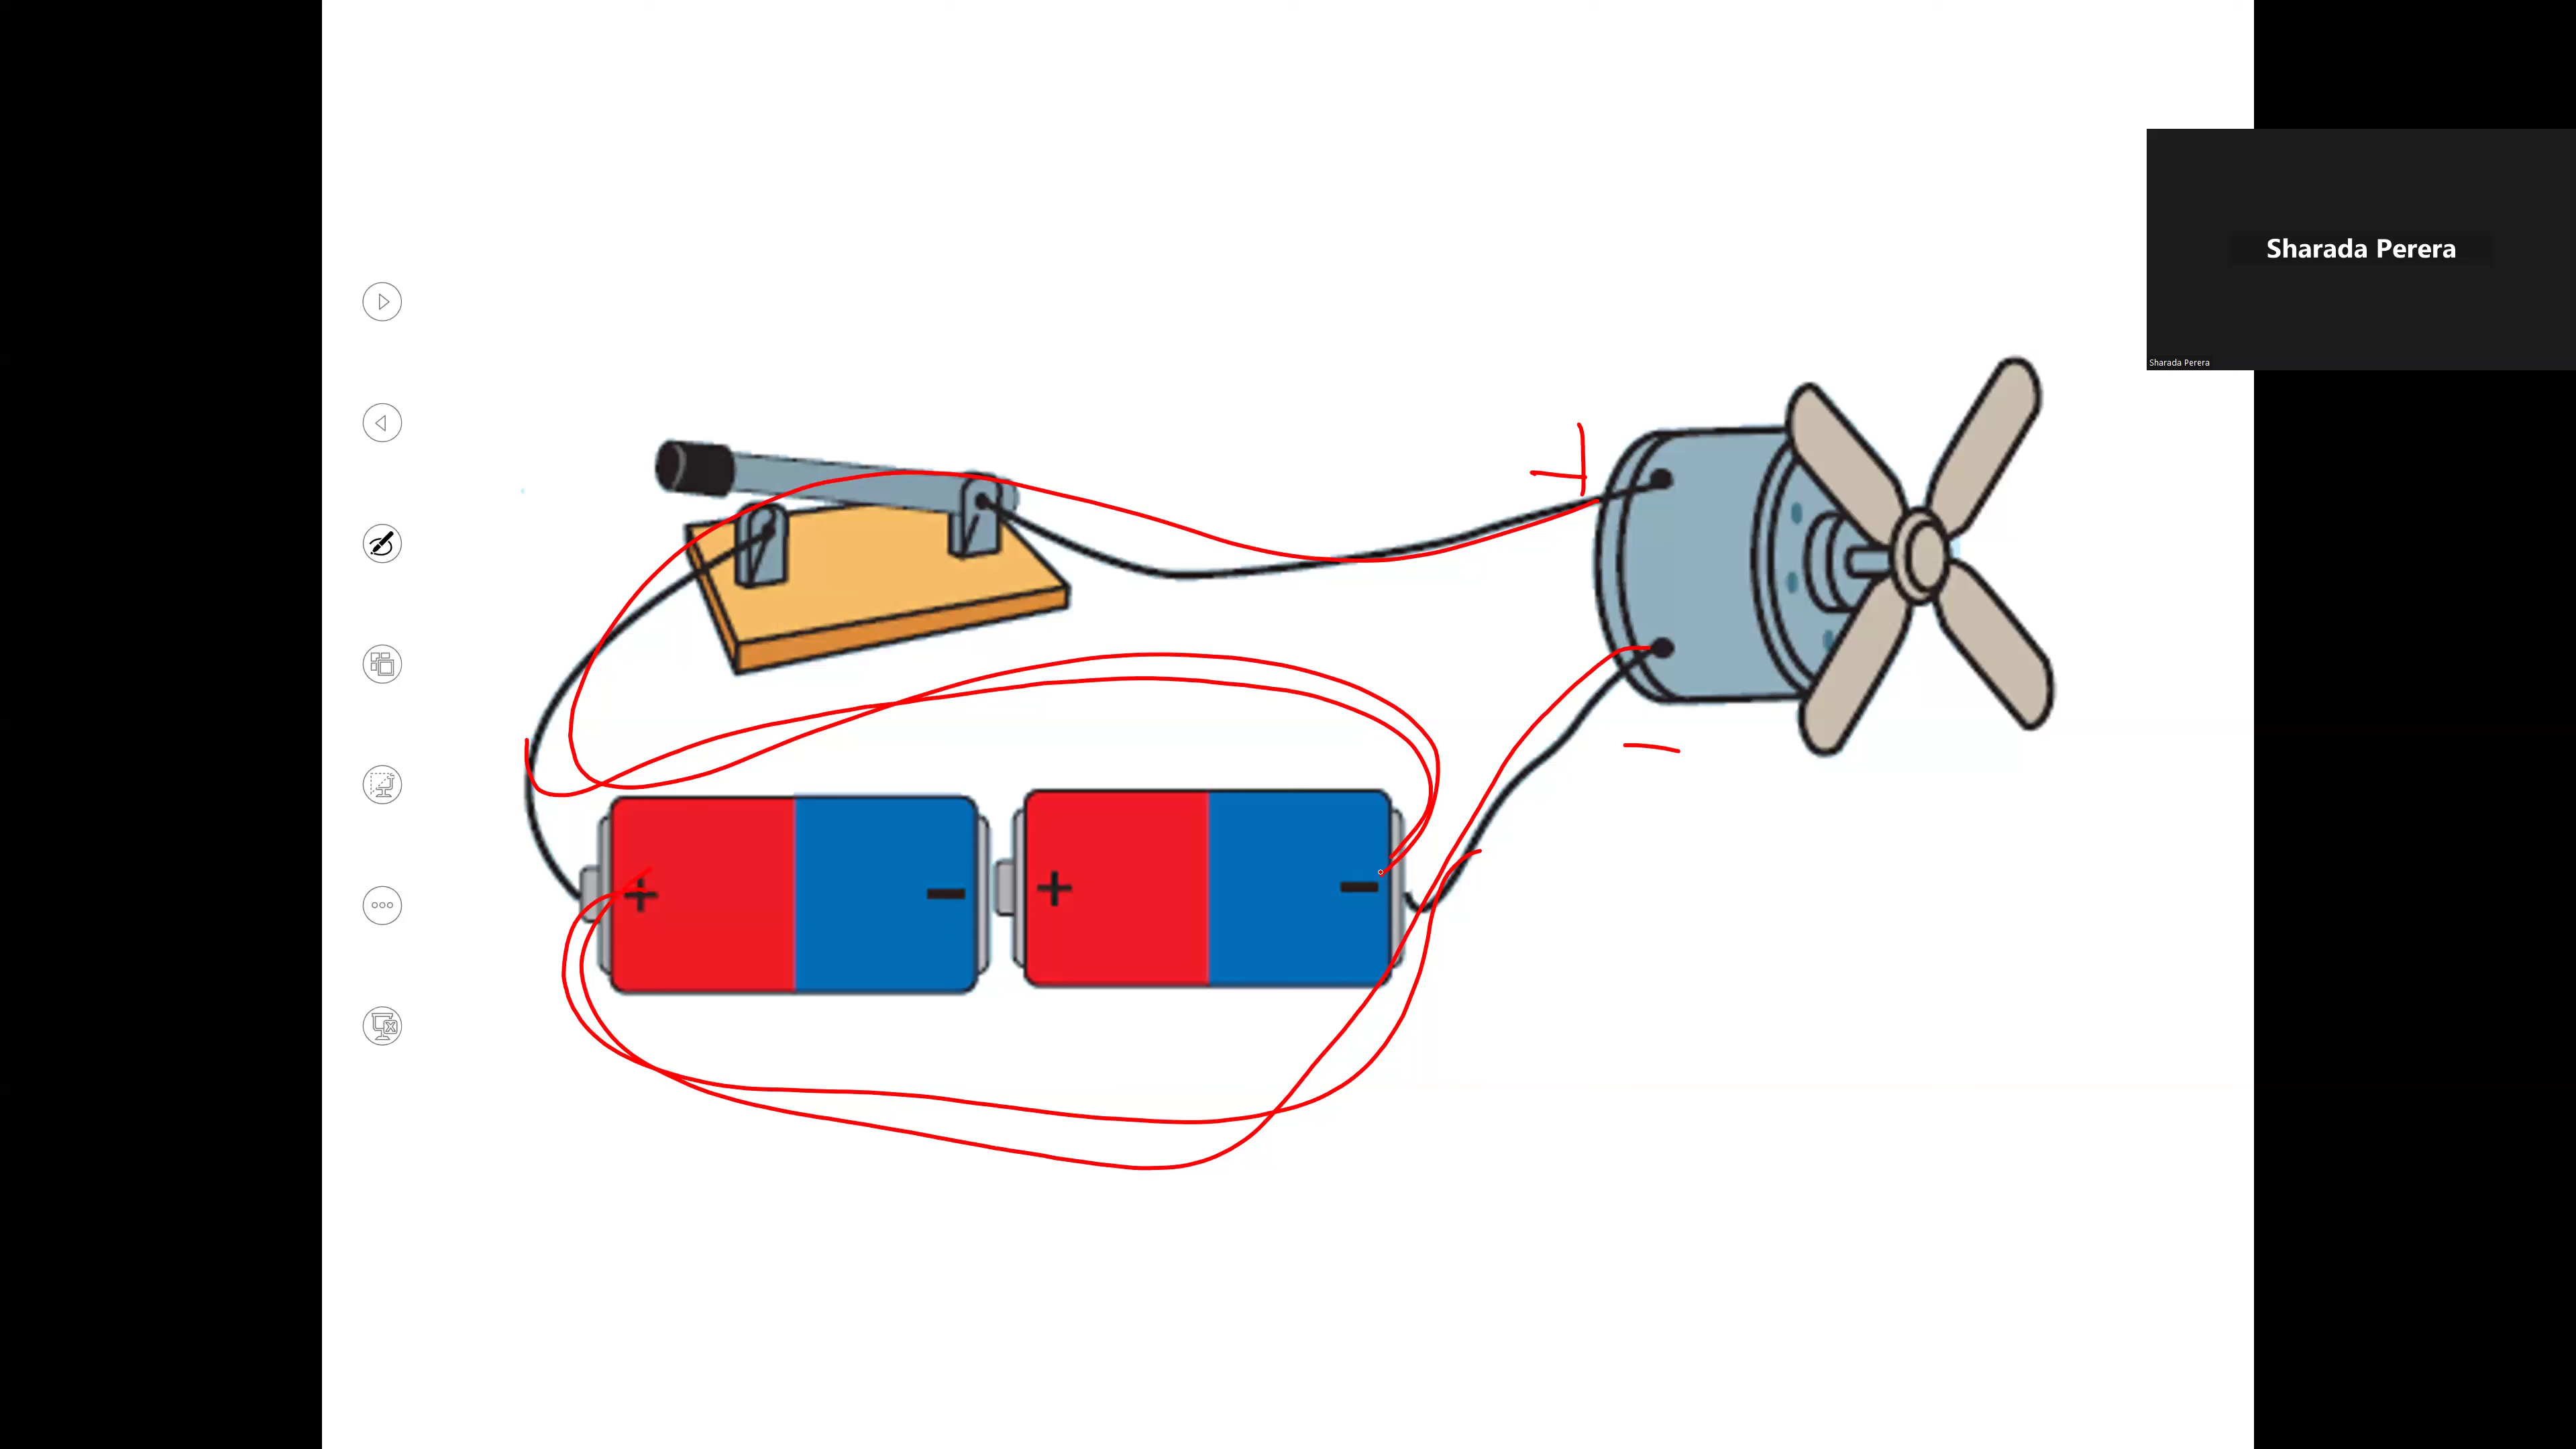 Sharada Perera
Sharada Perera
+
−
+ − + −